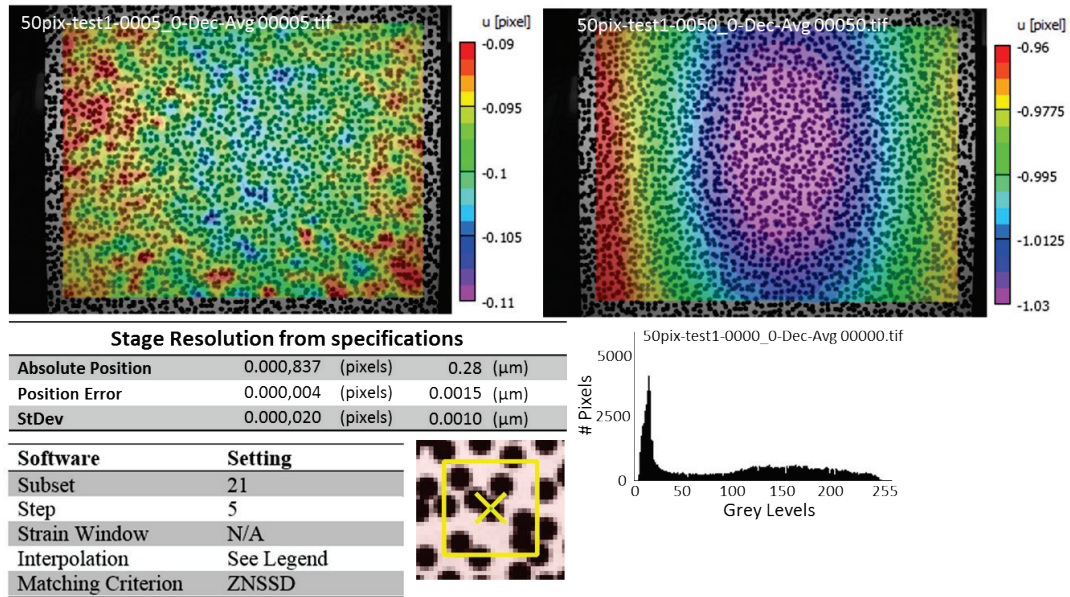 50pix-test1-0005_0-Dec-Avg 00005.tif
u [pixel]
-0.09
-0.095
-0.1
-0.105
-0.11
50pix-test1-0050_0-Dec-Avg 00050.tif
u [pixel]
-0.96
-0.9775
-0.995
-1.0125
-1.03
Stage Resolution from specifications
Absolute Position 0.000,837 (pixels) 0.28 (µm)
Position Error 0.000,004 (pixels) 0.0015 (µm)
StDev 0.000,020 (pixels) 0.0010 (µm)
Software Setting
Subset 21
Step 5
Strain Window N/A
Interpolation See Legend
Matching Criterion ZNSSD
50pix-test1-0000_0-Dec-Avg 00000.tif
# Pixels
5000
2500
0
0 50 100 150 200 255
Grey Levels